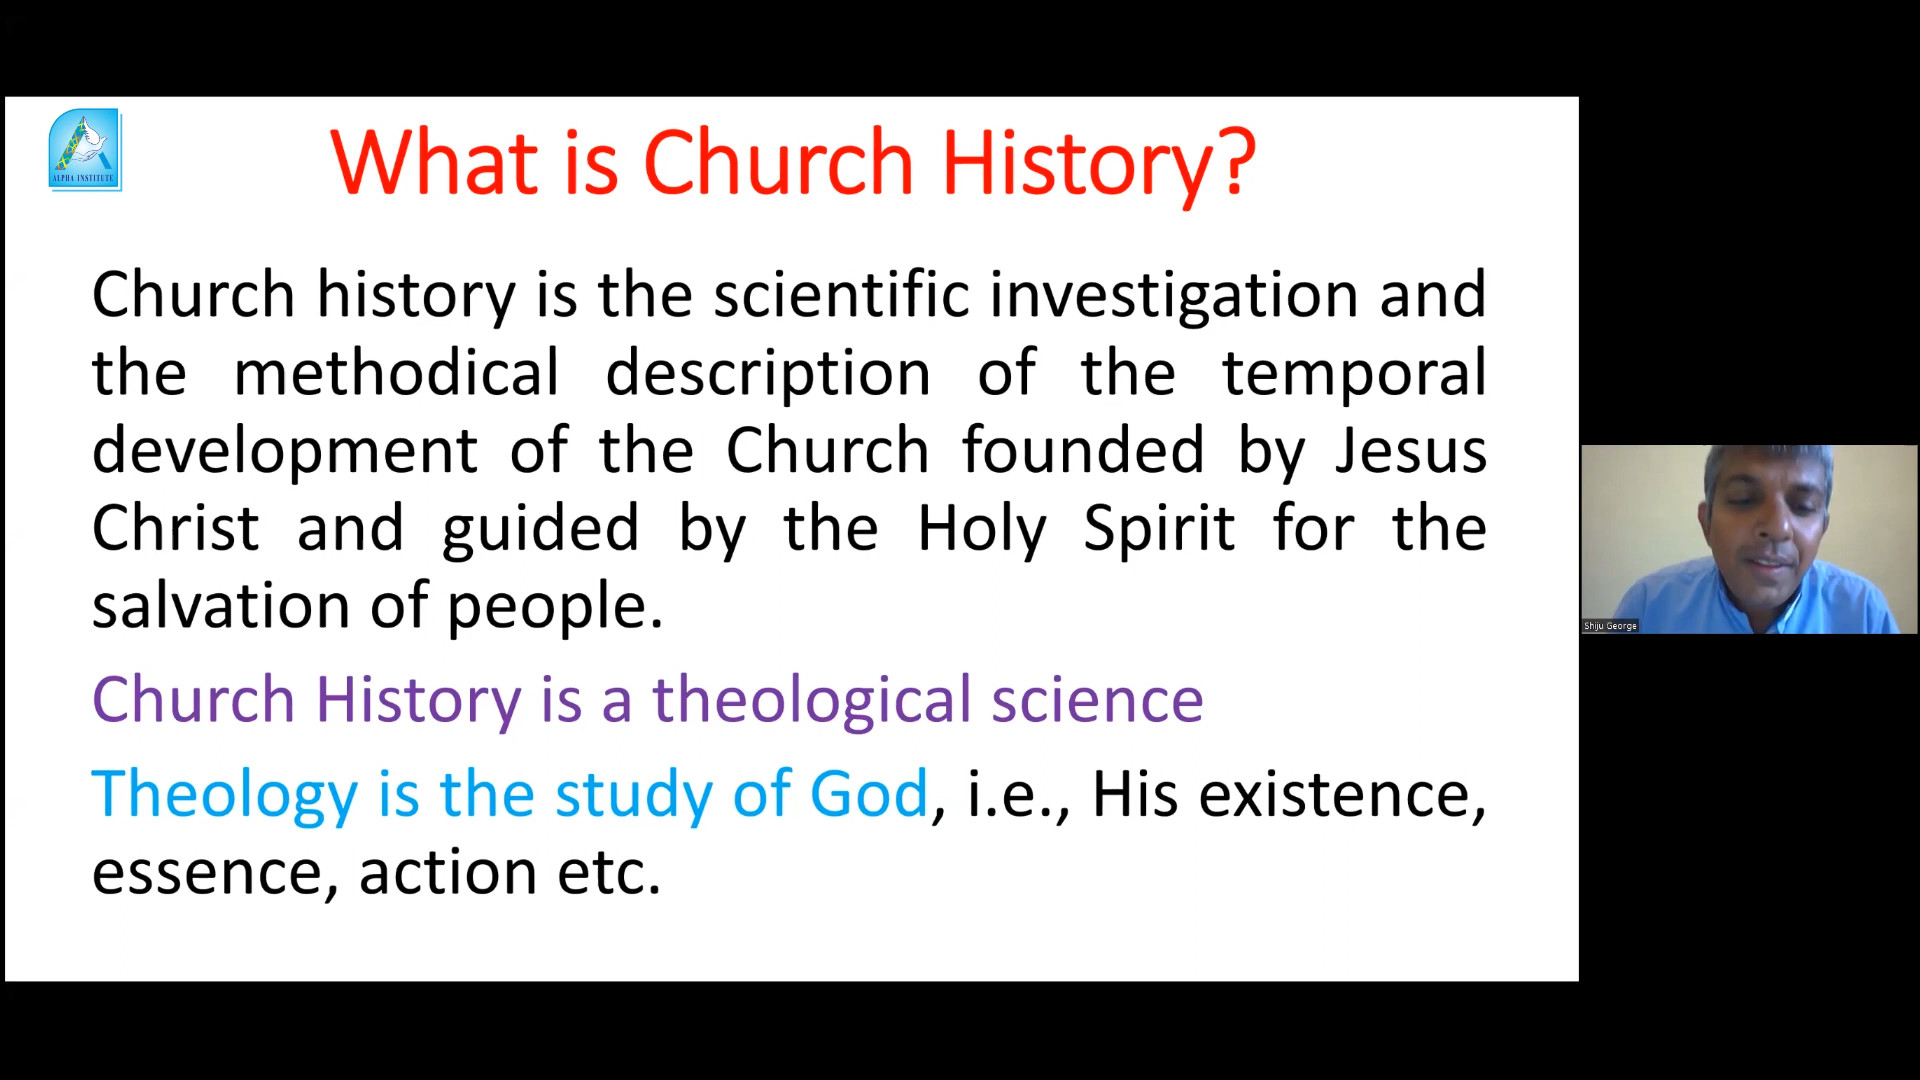 ALPHA INSTITUTE
What is Church History?
Church history is the scientific investigation and
the methodical description of the temporal
development of the Church founded by Jesus
Christ and guided by the Holy Spirit for the
salvation of people.
Church History is a theological science
Theology is the study of God, i.e., His existence,
essence, action etc.
Shiju George